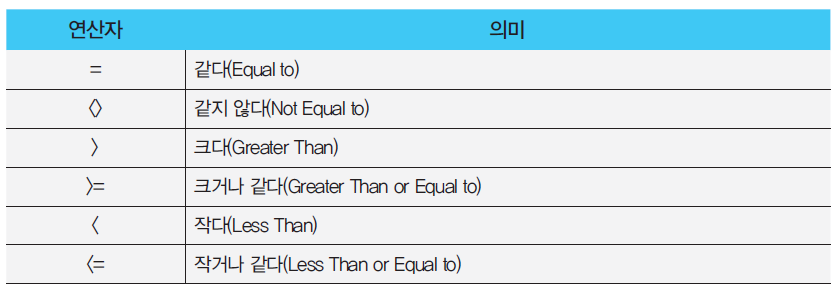 연산자 의미
= 같다(Equal to)
〈〉 같지 않다(Not Equal to)
〉 크다(Greater Than)
〉= 크거나 같다(Greater Than or Equal to)
〈 작다(Less Than)
〈= 작거나 같다(Less Than or Equal to)